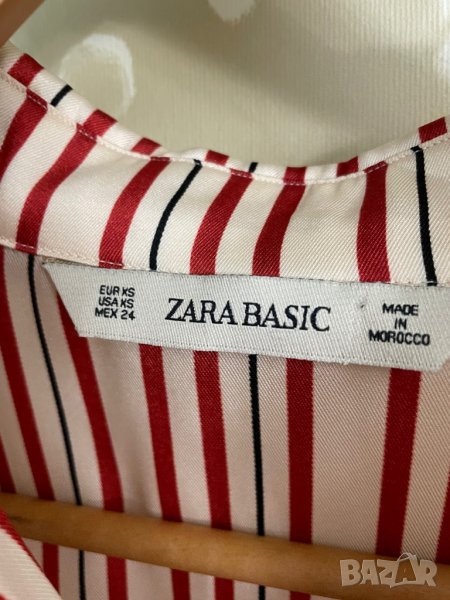 EUR XS
USA XS
MEX 24
ZARA BASIC
MADE
IN
MOROCCO
BAZAR